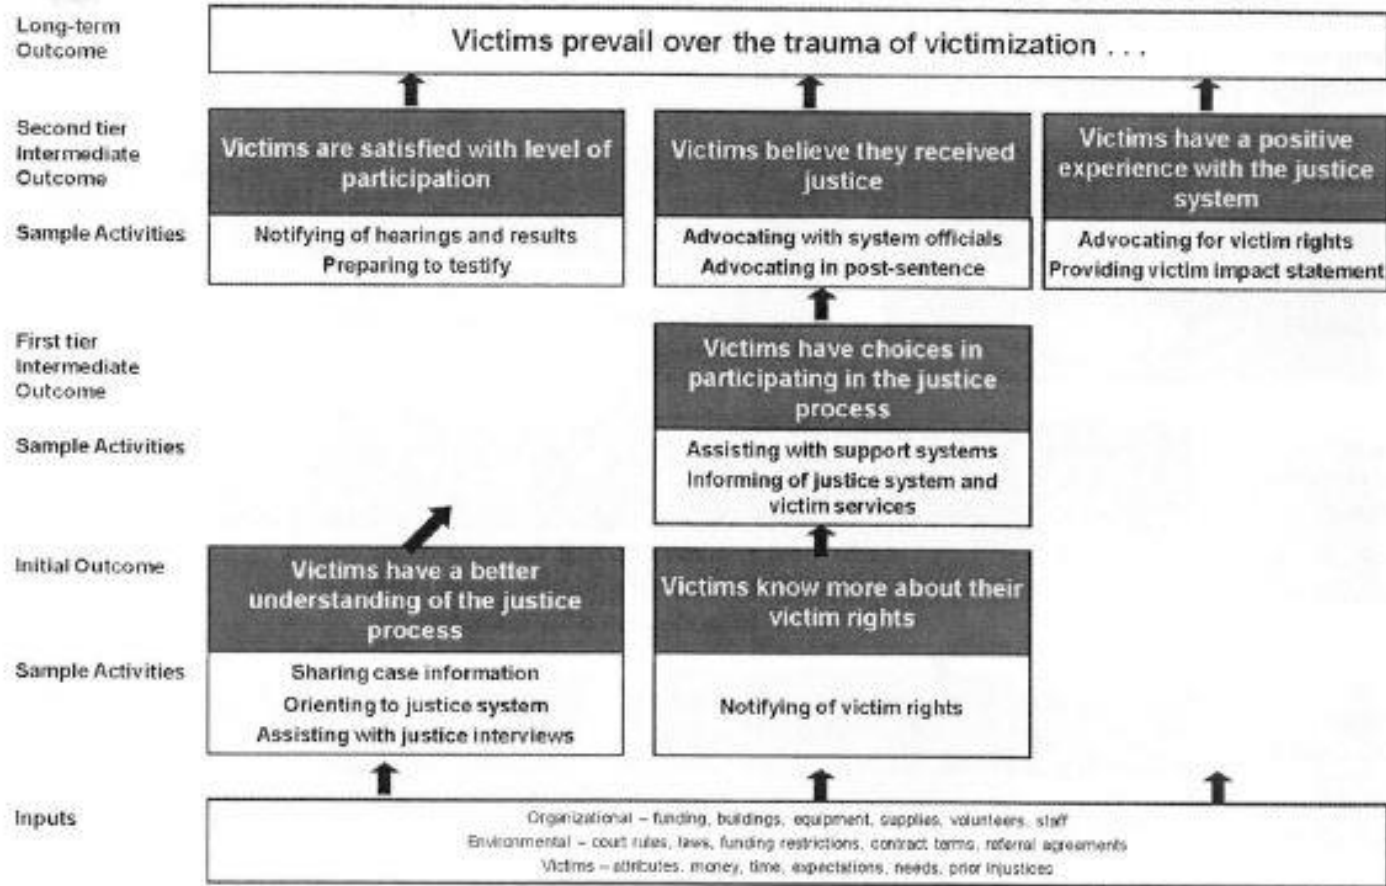 Long-term
Outcome
Victims prevail over the trauma of victimization . . .
Second tier
Intermediate
Outcome
Victims are satisfied with level of
participation
Victims believe they received
justice
Victims have a positive
experience with the justice
system
Sample Activities
Notifying of hearings and results
Preparing to testify
Advocating with system officials
Advocating in post-sentence
Advocating for victim rights
Providing victim impact statement
First tier
Intermediate
Outcome
Victims have choices in
participating in the justice
process
Sample Activities
Assisting with support systems
Informing of justice system and
victim services
Initial Outcome
Victims have a better
understanding of the justice
process
Victims know more about their
victim rights
Sample Activities
Sharing case information
Orienting to justice system
Assisting with justice interviews
Notifying of victim rights
Inputs
Organizational – funding, buildings, equipment, supplies, volunteers, staff
Environmental – court rules, laws, funding restrictions, contract terms, referral agreements
Victims – attributes, money, time, expectations, needs, prior injustices